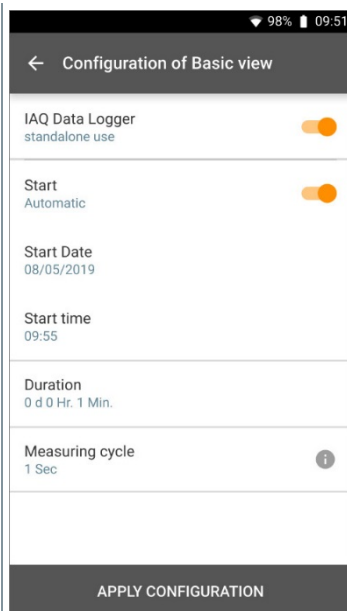 98% 09:51
Configuration of Basic view
IAQ Data Logger
standalone use
Start
Automatic
Start Date
08/05/2019
Start time
09:55
Duration
0 d 0 Hr. 1 Min.
Measuring cycle
1 Sec
APPLY CONFIGURATION